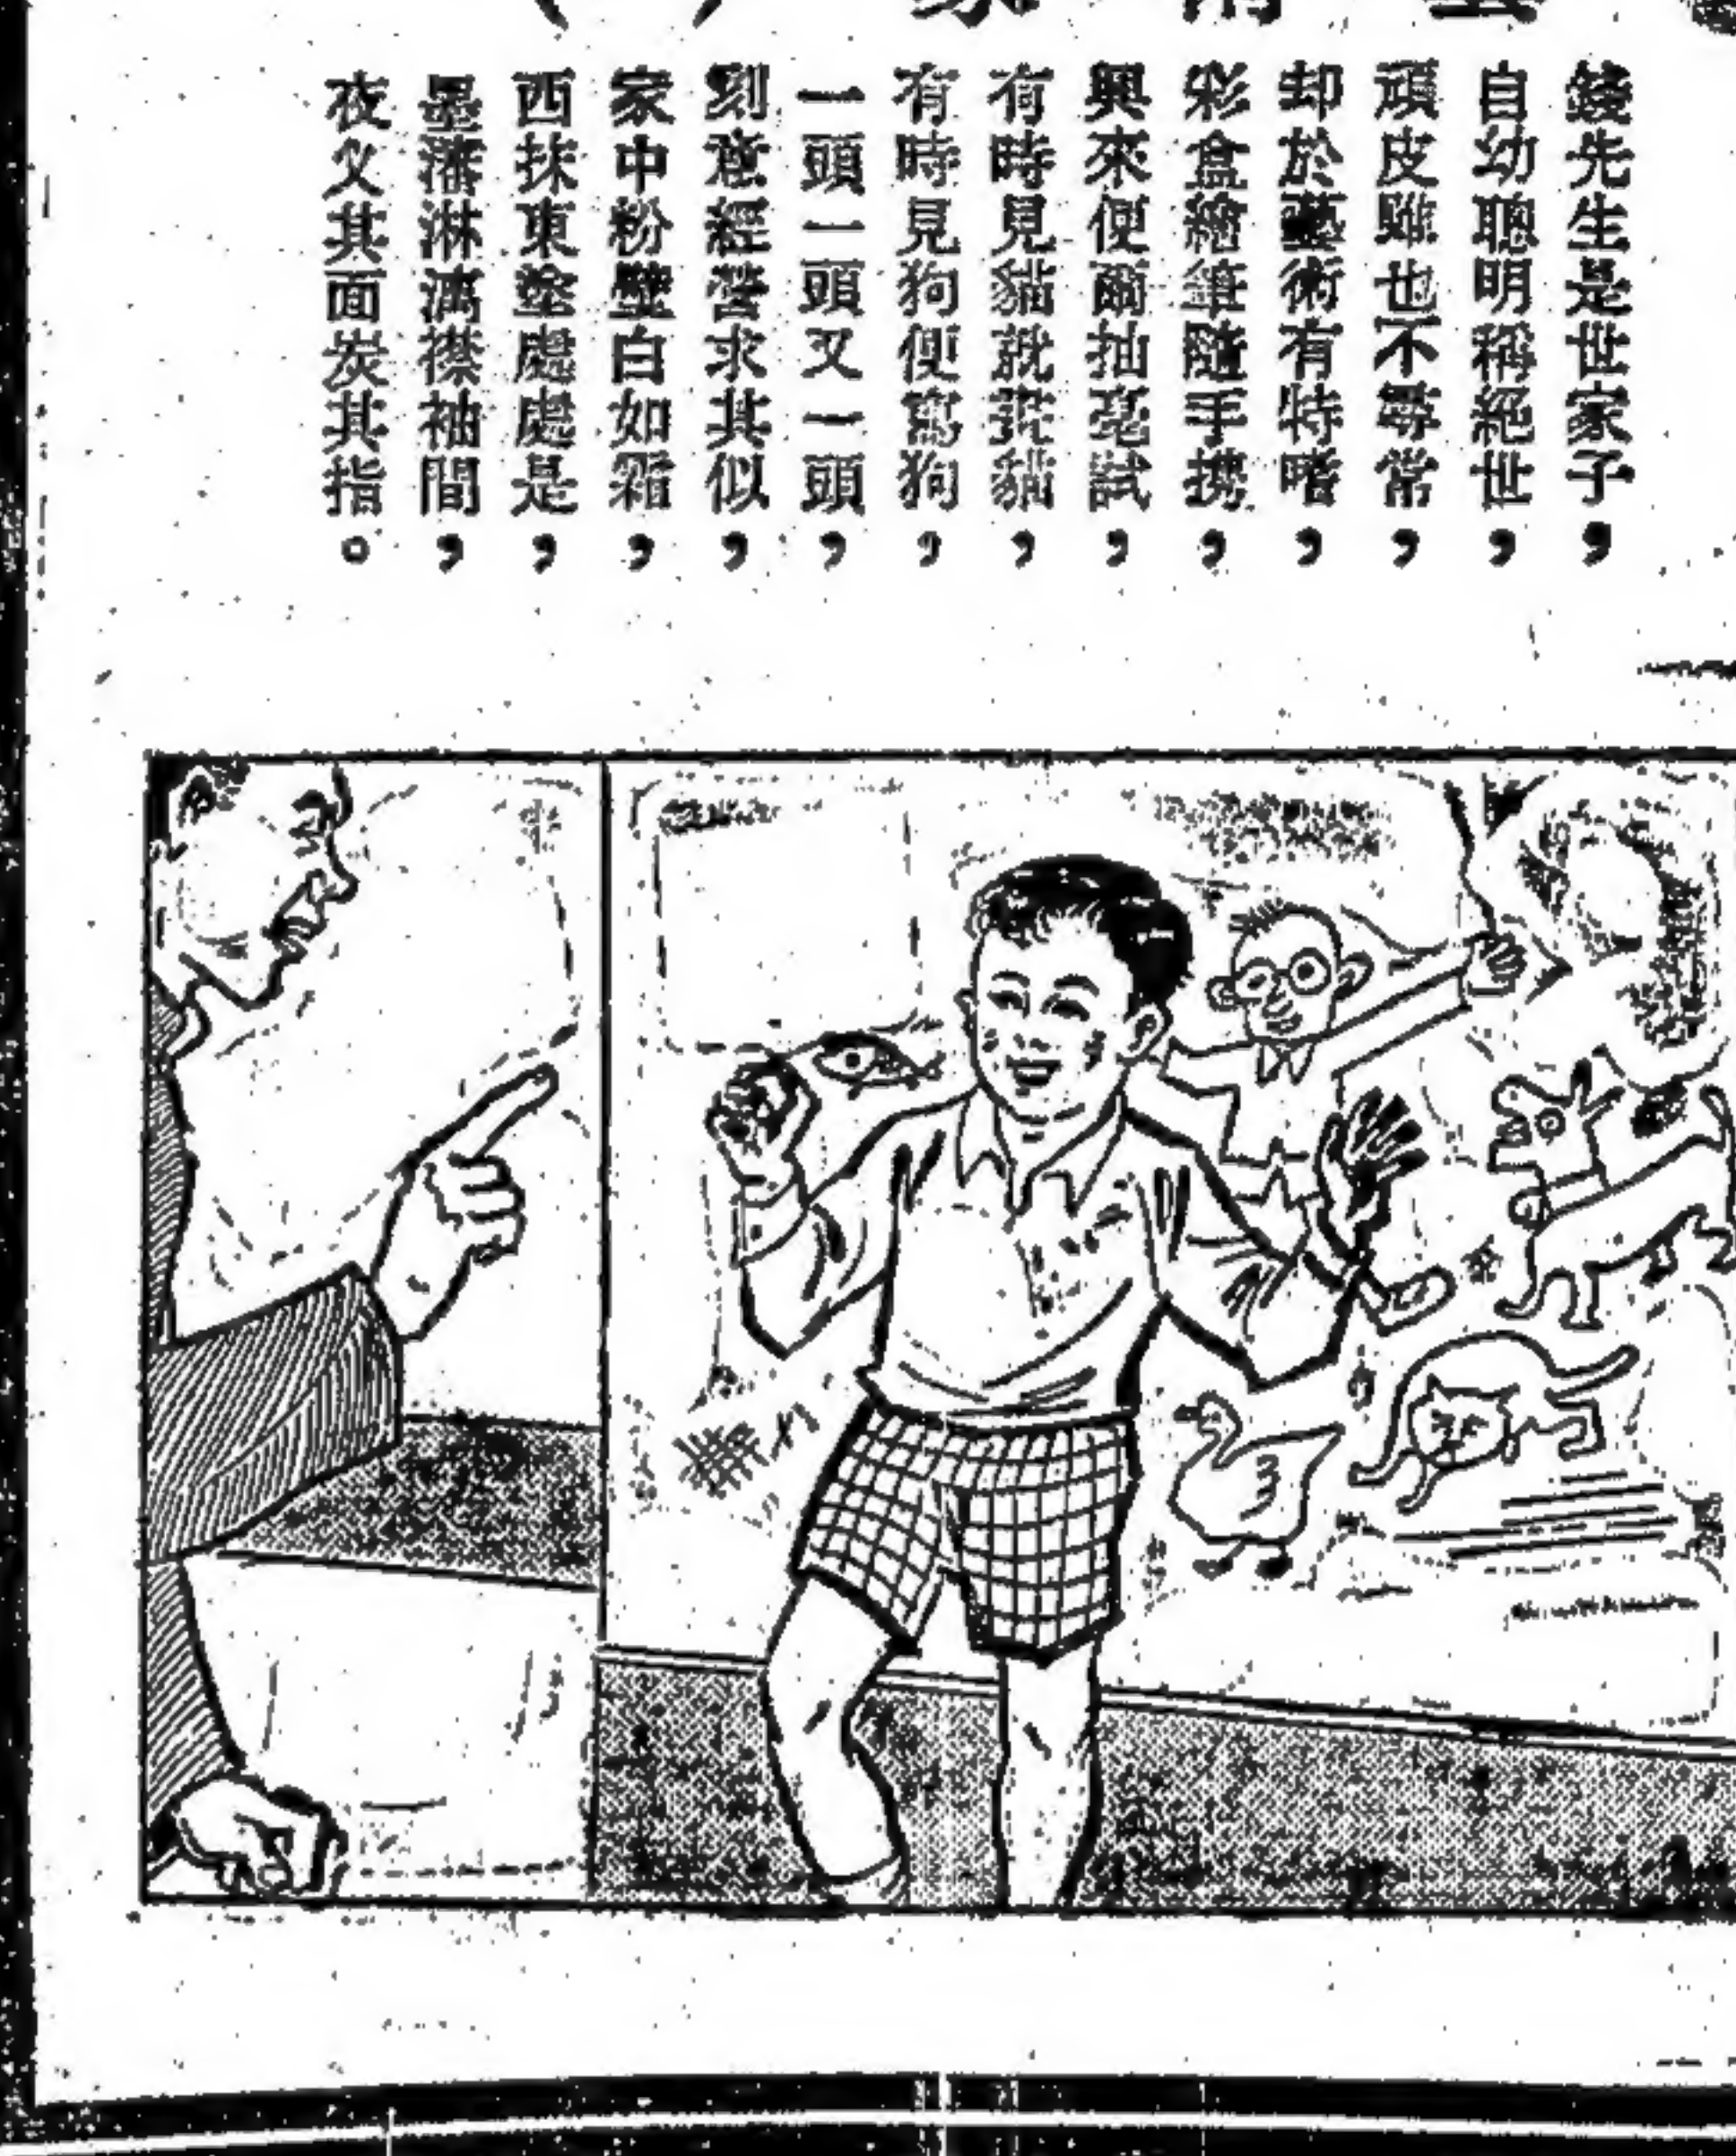 錢先生是世家子，
自幼聰明稱絕世，
頑皮雖也不尋常，
却於藝術有特嗜，
彩盒繪筆隨手携，
興來便爾抽毫試，
有時見貓就描貓，
有時見狗便寫狗，
一頭一頭又一頭，
刻意經營求其似，
家中粉壁白如霜，
西抹東塗處處是，
墨瀋淋漓襟袖間，
夜叉其面炭其指。